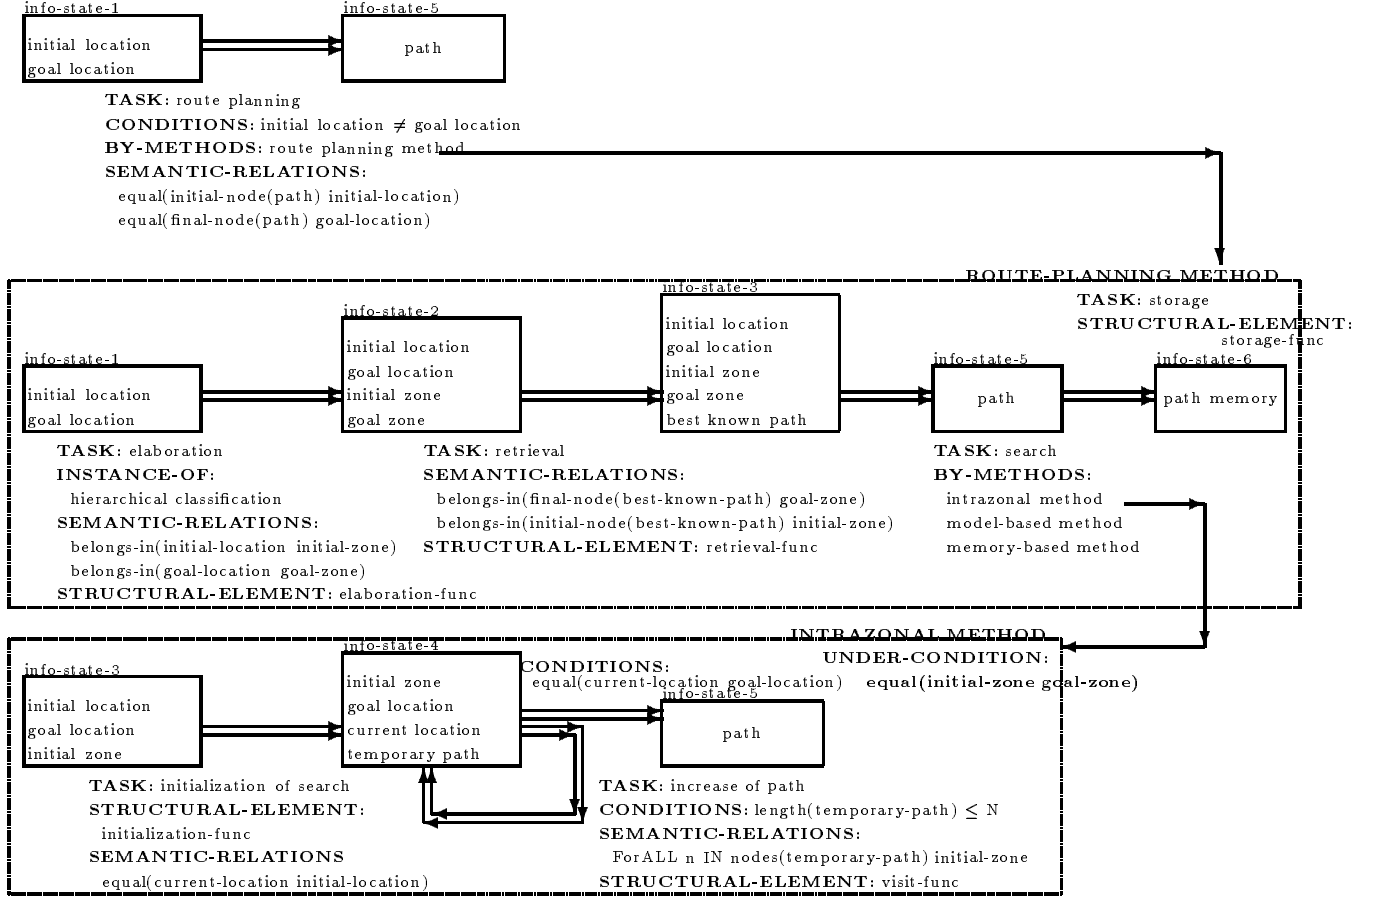 info-state-1
initial location
goal location
info-state-5
path
TASK: route planning
CONDITIONS: initial location ≠ goal location
BY-METHODS: route planning method
SEMANTIC-RELATIONS:
equal(initial-node(path) initial-location)
equal(final-node(path) goal-location)
ROUTE-PLANNING METHOD
info-state-1
initial location
goal location
info-state-2
initial location
goal location
initial zone
goal zone
info-state-3
initial location
goal location
initial zone
goal zone
best known path
TASK: storage
STRUCTURAL-ELEMENT:
storage-func
info-state-5
path
info-state-6
path memory
TASK: elaboration
INSTANCE-OF:
hierarchical classification
SEMANTIC-RELATIONS:
belongs-in(initial-location initial-zone)
belongs-in(goal-location goal-zone)
STRUCTURAL-ELEMENT: elaboration-func
TASK: retrieval
SEMANTIC-RELATIONS:
belongs-in(final-node(best-known-path) goal-zone)
belongs-in(initial-node(best-known-path) initial-zone)
STRUCTURAL-ELEMENT: retrieval-func
TASK: search
BY-METHODS:
intrazonal method
model-based method
memory-based method
INTRAZONAL METHOD
UNDER-CONDITION:
equal(initial-zone goal-zone)
info-state-3
initial location
goal location
initial zone
info-state-4
initial zone
goal location
current location
temporary path
CONDITIONS:
equal(current-location goal-location)
info-state-5
path
TASK: initialization of search
STRUCTURAL-ELEMENT:
initialization-func
SEMANTIC-RELATIONS
equal(current-location initial-location)
TASK: increase of path
CONDITIONS: length(temporary-path) ≤ N
SEMANTIC-RELATIONS:
ForALL n IN nodes(temporary-path) initial-zone
STRUCTURAL-ELEMENT: visit-func